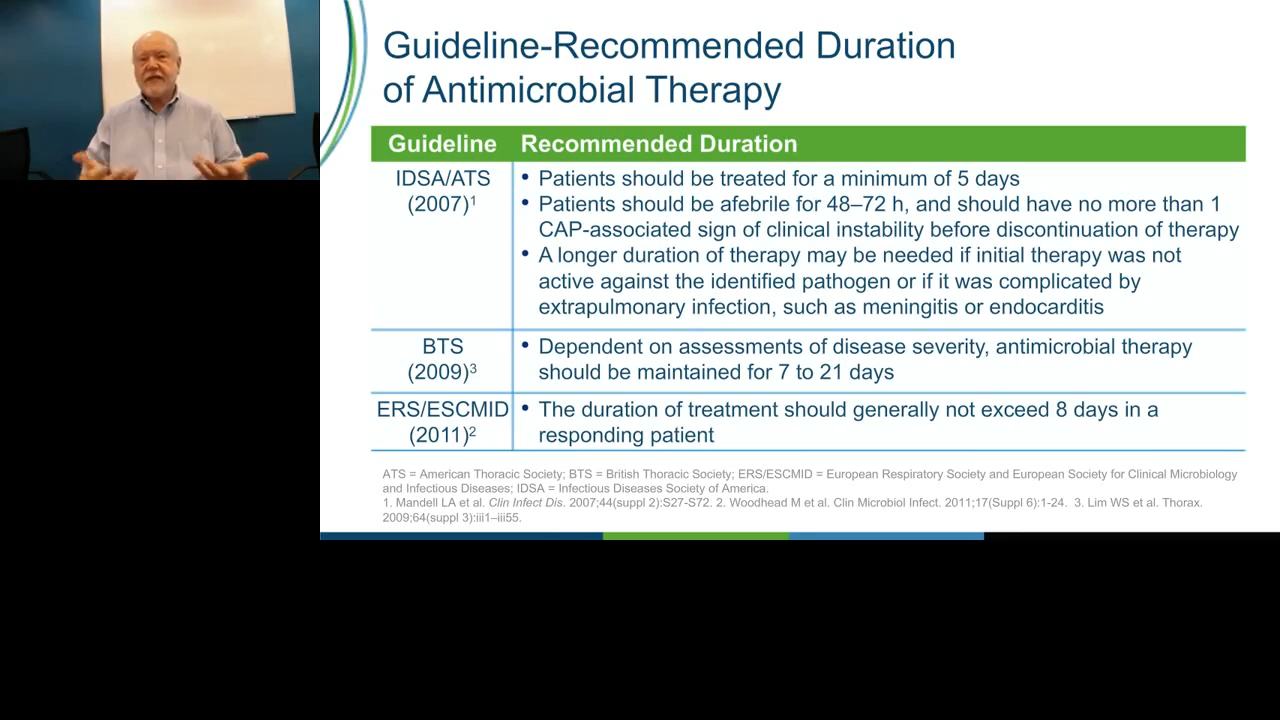 Guideline-Recommended Duration
of Antimicrobial Therapy
Guideline Recommended Duration
IDSA/ATS
(2007)1
• Patients should be treated for a minimum of 5 days
• Patients should be afebrile for 48–72 h, and should have no more than 1
CAP-associated sign of clinical instability before discontinuation of therapy
• A longer duration of therapy may be needed if initial therapy was not
active against the identified pathogen or if it was complicated by
extrapulmonary infection, such as meningitis or endocarditis
BTS
(2009)3
• Dependent on assessments of disease severity, antimicrobial therapy
should be maintained for 7 to 21 days
ERS/ESCMID
(2011)2
• The duration of treatment should generally not exceed 8 days in a
responding patient
ATS = American Thoracic Society; BTS = British Thoracic Society; ERS/ESCMID = European Respiratory Society and European Society for Clinical Microbiology
and Infectious Diseases; IDSA = Infectious Diseases Society of America.
1. Mandell LA et al. Clin Infect Dis. 2007;44(suppl 2):S27-S72. 2. Woodhead M et al. Clin Microbiol Infect. 2011;17(Suppl 6):1-24. 3. Lim WS et al. Thorax.
2009;64(suppl 3):iii1–iii55.